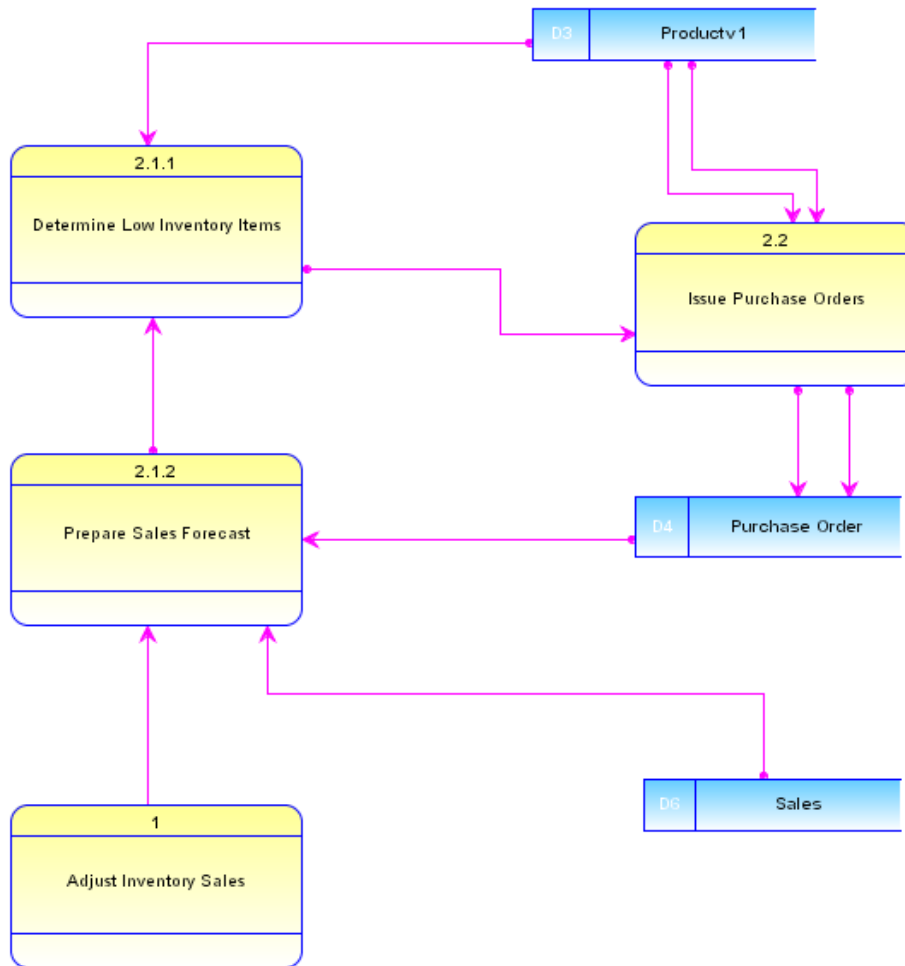 D3
Productv1
2.1.1
Determine Low Inventory Items
2.2
Issue Purchase Orders
2.1.2
Prepare Sales Forecast
D4
Purchase Order
1
Adjust Inventory Sales
D6
Sales